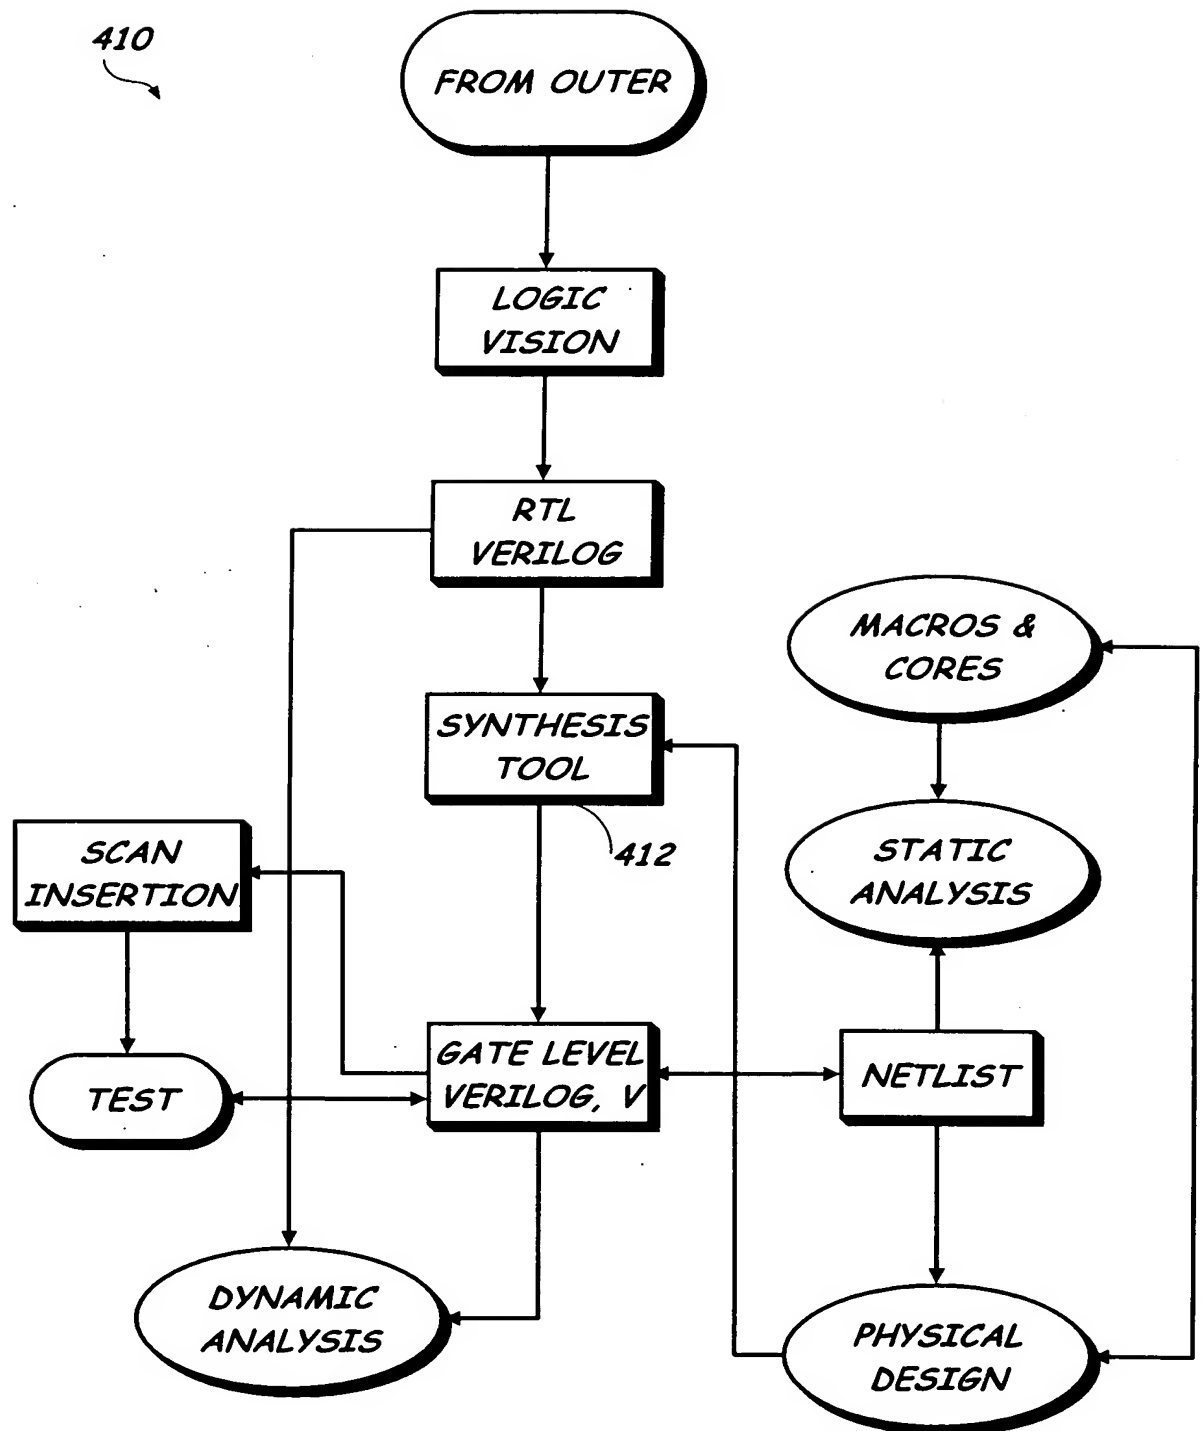 410
FROM OUTER
LOGIC
VISION
RTL
VERILOG
MACROS &
CORES
SYNTHESIS
TOOL
412
SCAN
INSERTION
STATIC
ANALYSIS
GATE LEVEL
VERILOG, V
NETLIST
TEST
DYNAMIC
ANALYSIS
PHYSICAL
DESIGN